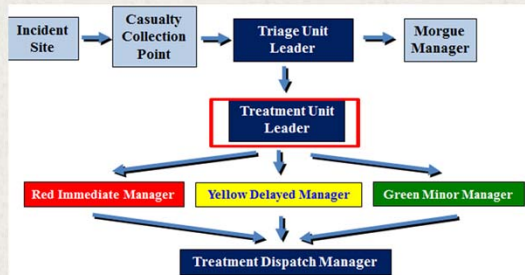 Incident
Site
Casualty
Collection
Point
Triage Unit
Leader
Morgue
Manager
Treatment Unit
Leader
Red Immediate Manager
Yellow Delayed Manager
Green Minor Manager
Treatment Dispatch Manager